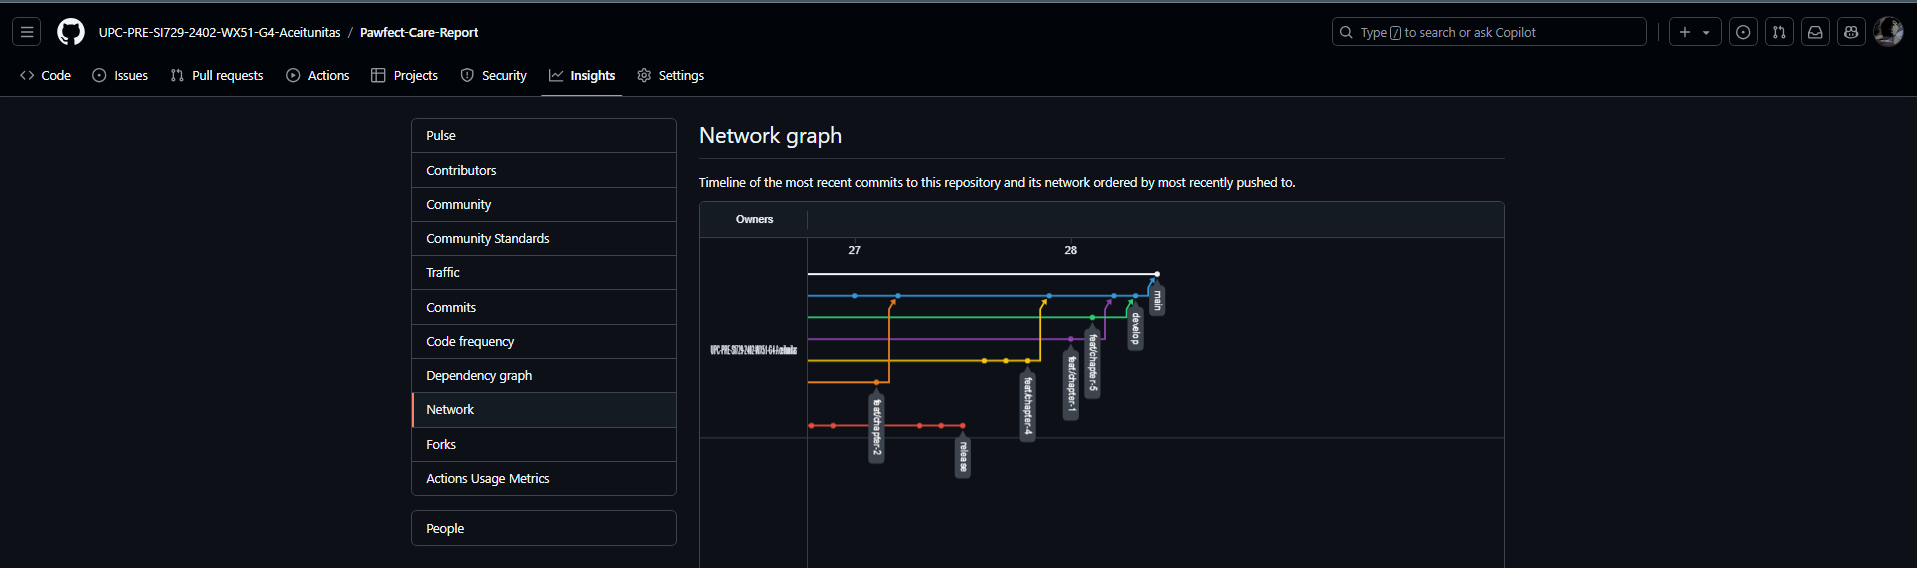 UPC-PRE-SI729-2402-WX51-G4-Aceitunitas / Pawfect-Care-Report
Type / to search or ask Copilot
Code Issues Pull requests Actions Projects Security Insights Settings
Pulse
Contributors
Community
Community Standards
Traffic
Commits
Code frequency
Dependency graph
Network
Forks
Actions Usage Metrics
People
Network graph
Timeline of the most recent commits to this repository and its network ordered by most recently pushed to.
Owners
27 28
UPC-PRE-SI729-2402-WX51-G4-Aceitunitas
main
develop
feat/chapter-5
feat/chapter-1
feat/chapter-4
feat/chapter-2
release